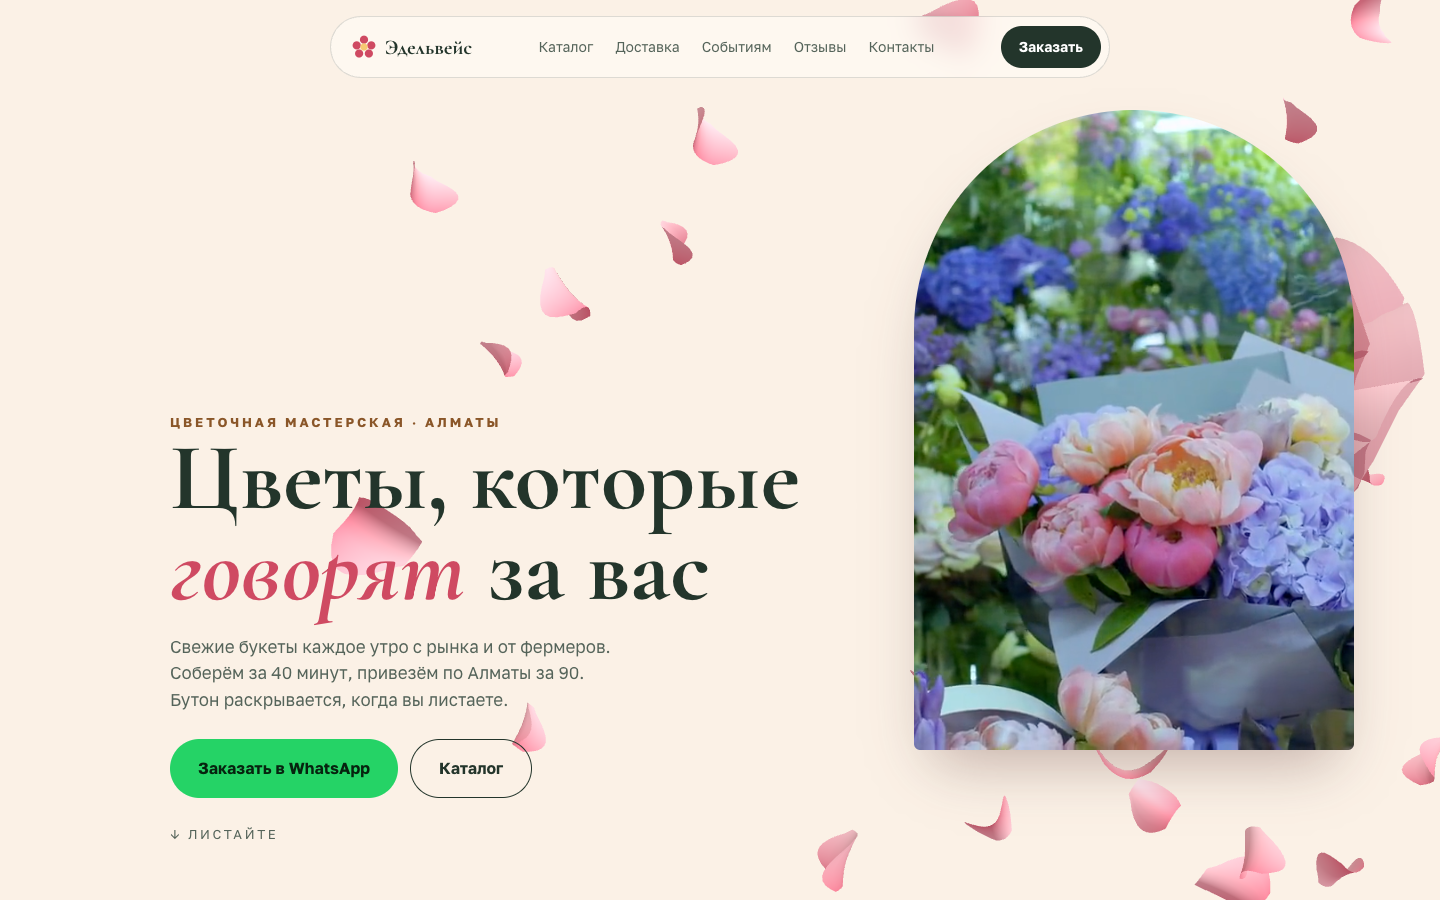 Эдельвейс
Каталог
Доставка
Событиям
Отзывы
Контакты
Заказать
ЦВЕТОЧНАЯ МАСТЕРСКАЯ · АЛМАТЫ
Цветы, которые
говорят за вас
Свежие букеты каждое утро с рынка и от фермеров.
Соберём за 40 минут, привезём по Алматы за 90.
Бутон раскрывается, когда вы листаете.
Заказать в WhatsApp
Каталог
↓ ЛИСТАЙТЕ